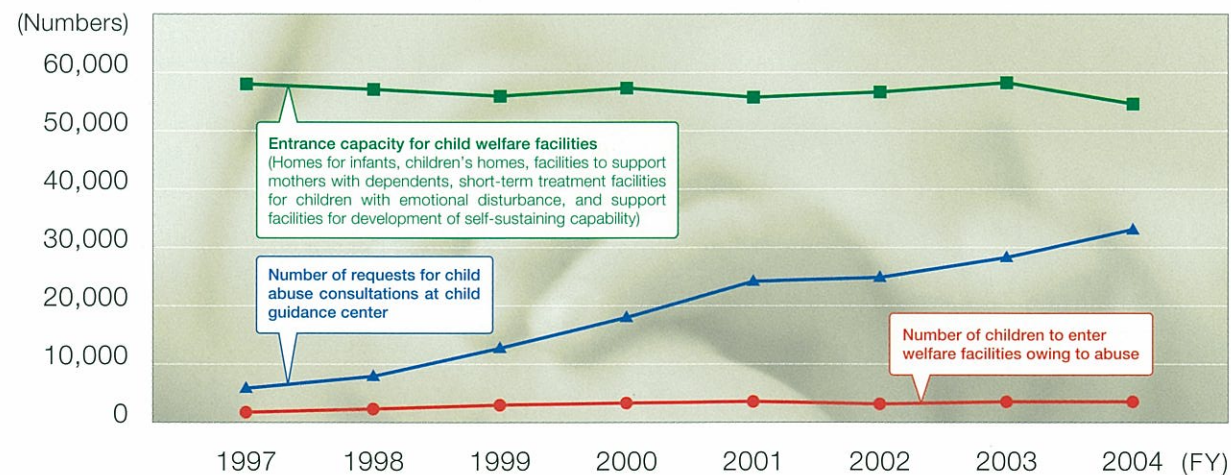 (Numbers)
60,000
50,000
40,000
30,000
20,000
10,000
0
Entrance capacity for child welfare facilities
(Homes for infants, children's homes, facilities to support
mothers with dependents, short-term treatment facilities
for children with emotional disturbance, and support
facilities for development of self-sustaining capability)
Number of requests for child
abuse consultations at child
guidance center
Number of children to enter
welfare facilities owing to abuse
1997 1998 1999 2000 2001 2002 2003 2004 (FY)